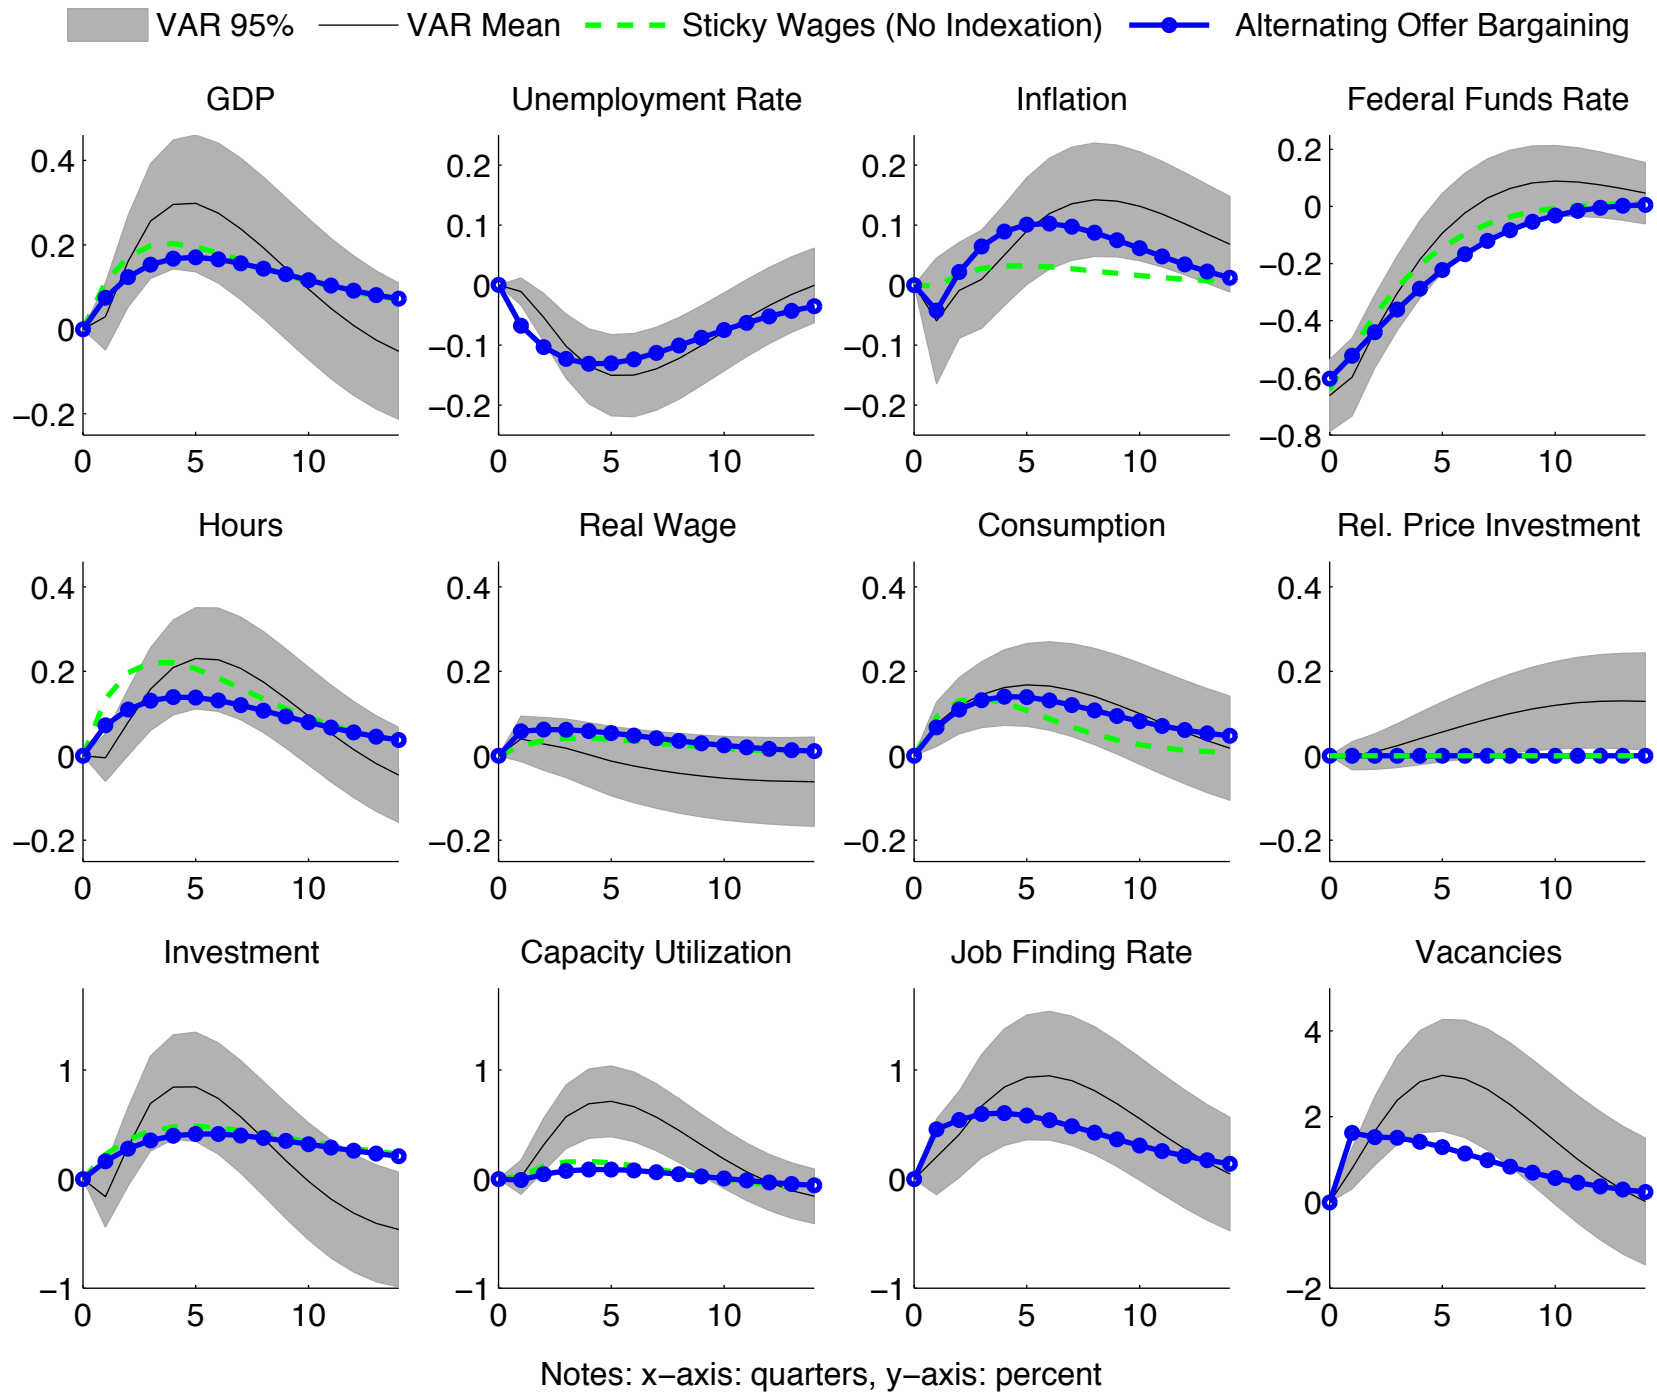 VAR 95% VAR Mean Sticky Wages (No Indexation) Alternating Offer Bargaining
GDP Unemployment Rate Inflation Federal Funds Rate
0.4
0.2
0
−0.2
0 5 10
0.2
0.1
0
−0.1
−0.2
0 5 10
0.2
0.1
0
−0.1
−0.2
0 5 10
0.2
0
−0.2
−0.4
−0.6
−0.8
0 5 10
Hours Real Wage Consumption Rel. Price Investment
0.4
0.2
0
−0.2
0 5 10
0.4
0.2
0
−0.2
0 5 10
0.4
0.2
0
−0.2
0 5 10
0.4
0.2
0
−0.2
0 5 10
Investment Capacity Utilization Job Finding Rate Vacancies
1
0
−1
0 5 10
1
0
−1
0 5 10
1
0
−1
0 5 10
4
2
0
−2
0 5 10
Notes: x−axis: quarters, y−axis: percent